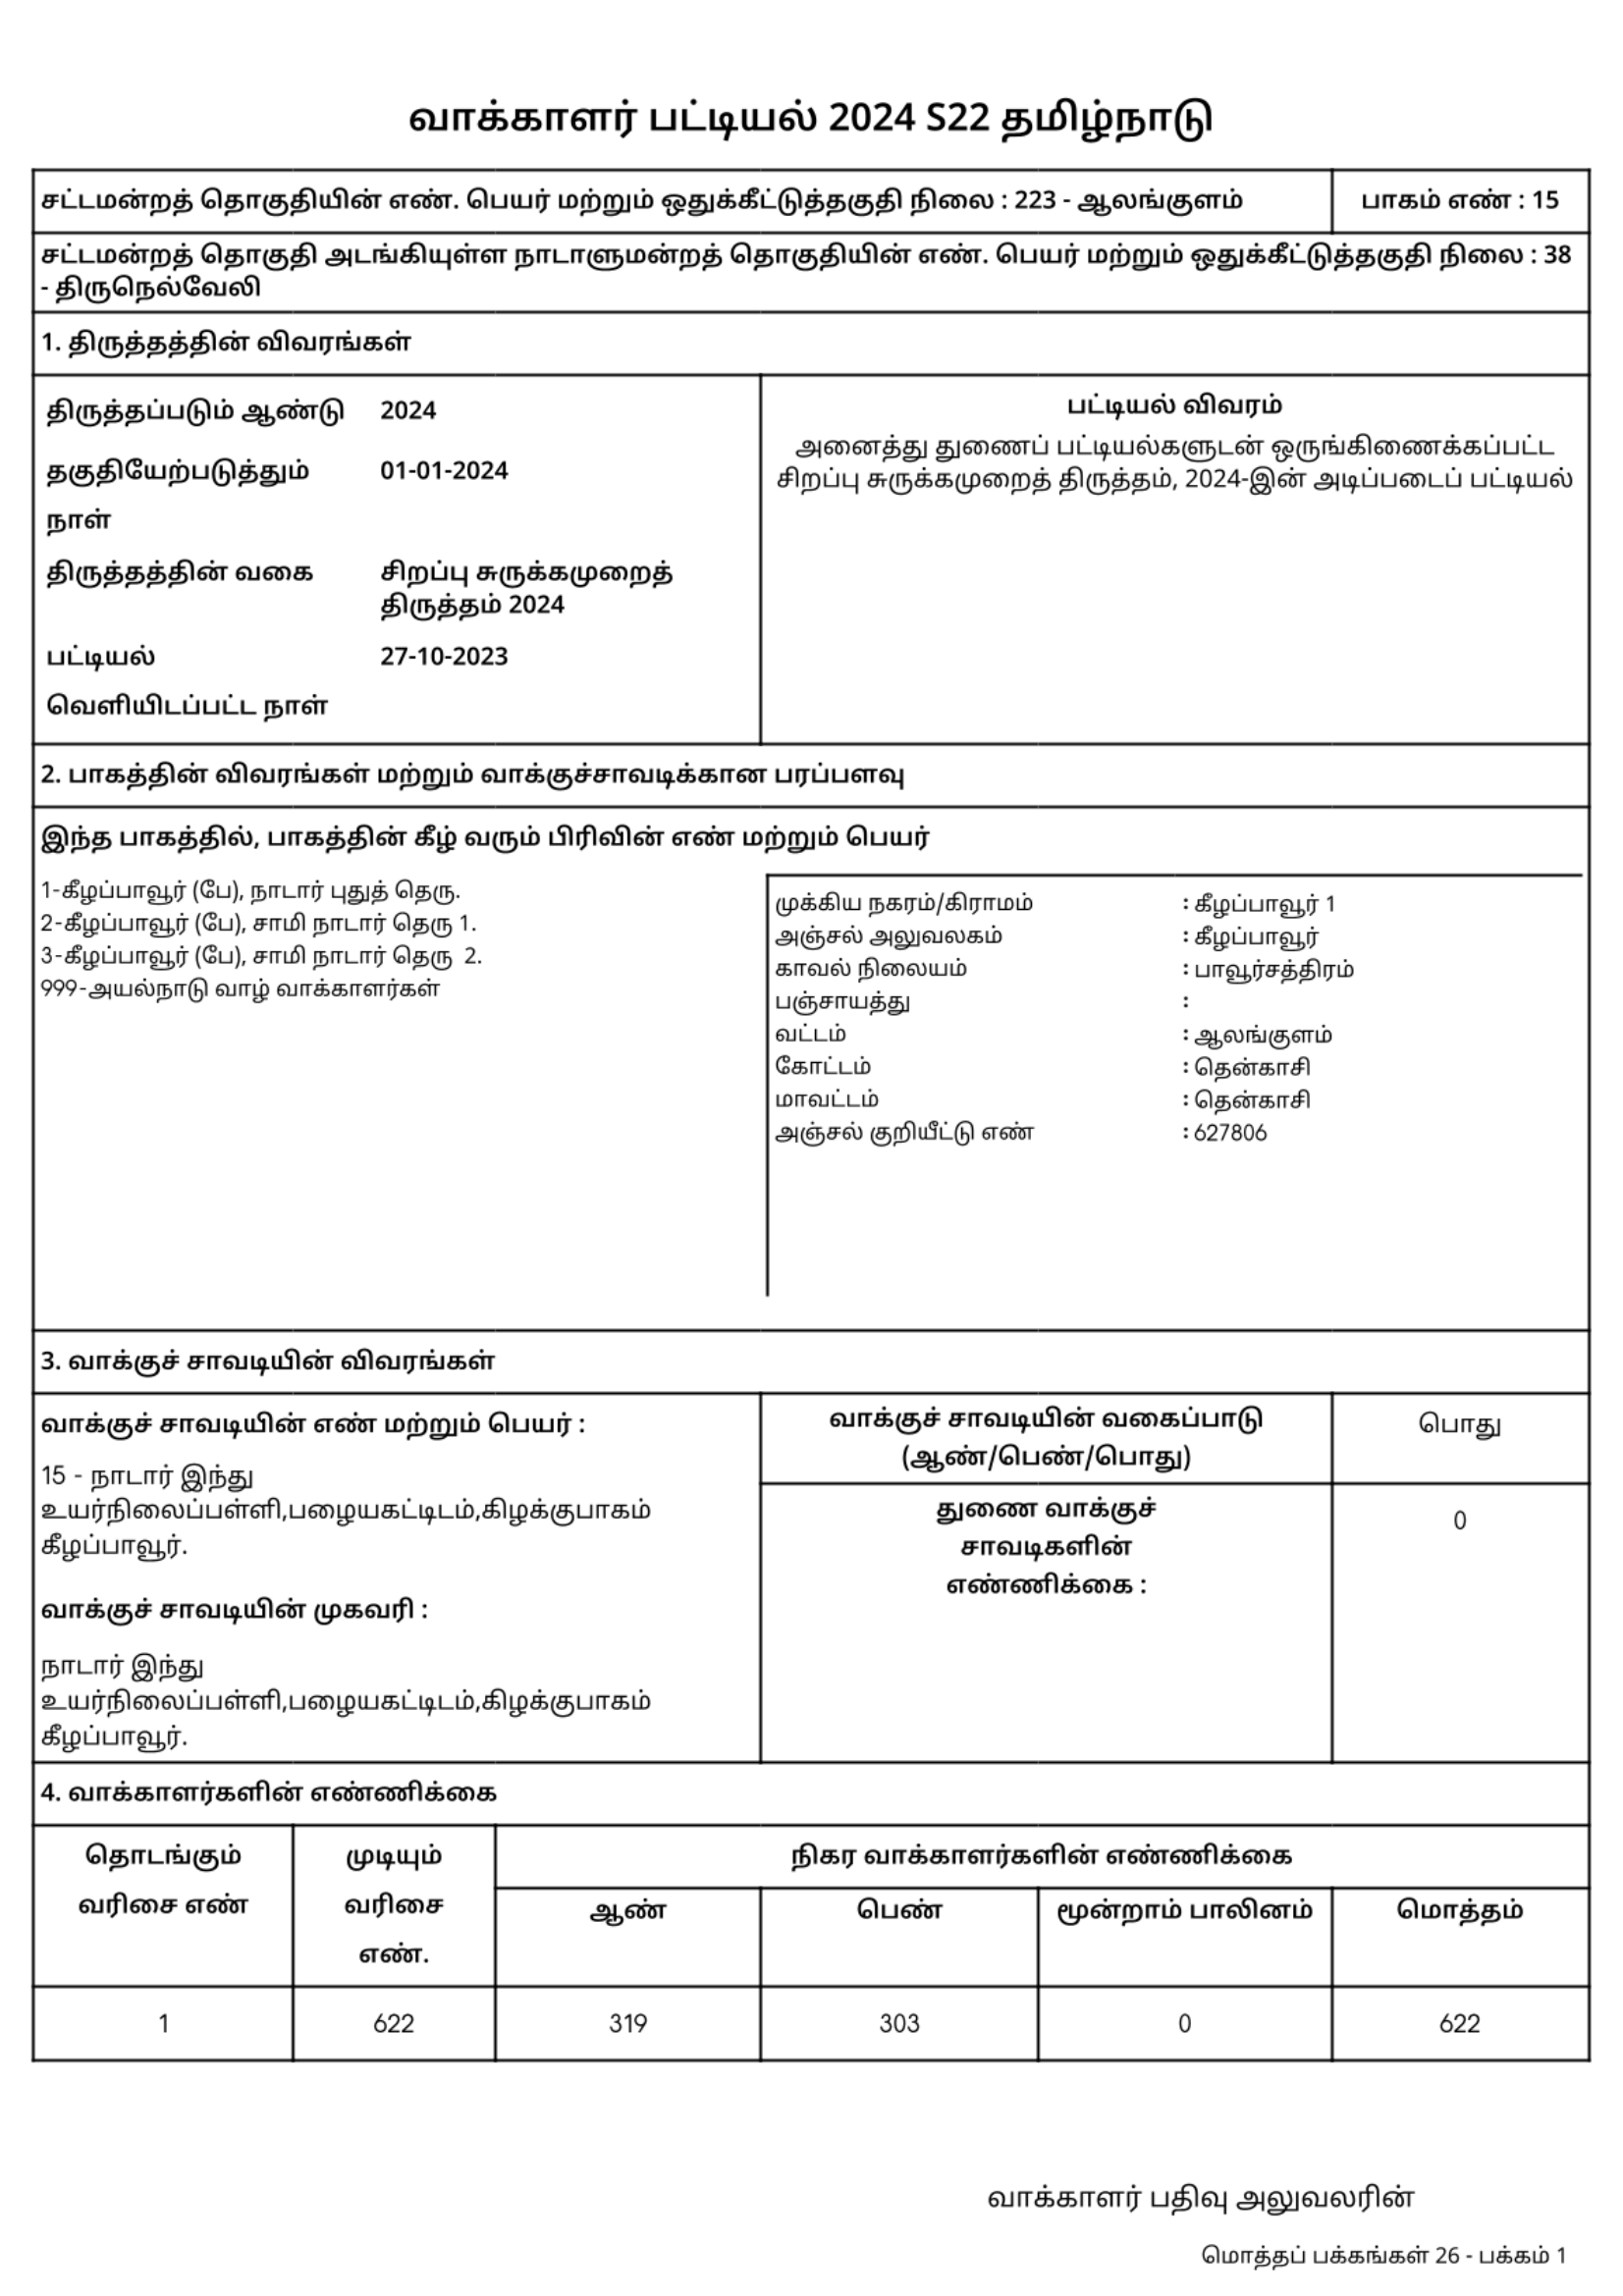 வாக்காளர் பட்டியல் 2024 S22 தமிழ்நாடு
சட்டமன்றத் தொகுதியின் எண். பெயர் மற்றும் ஒதுக்கீட்டுத்தகுதி நிலை : 223 - ஆலங்குளம்
பாகம் எண் : 15
சட்டமன்றத் தொகுதி அடங்கியுள்ள நாடாளுமன்றத் தொகுதியின் எண். பெயர் மற்றும் ஒதுக்கீட்டுத்தகுதி நிலை : 38
- திருநெல்வேலி
1. திருத்தத்தின் விவரங்கள்
திருத்தப்படும் ஆண்டு 2024
தகுதியேற்படுத்தும் 01-01-2024
நாள்
திருத்தத்தின் வகை சிறப்பு சுருக்கமுறைத்
திருத்தம் 2024
பட்டியல் 27-10-2023
வெளியிடப்பட்ட நாள்
பட்டியல் விவரம்
அனைத்து துணைப் பட்டியல்களுடன் ஒருங்கிணைக்கப்பட்ட
சிறப்பு சுருக்கமுறைத் திருத்தம், 2024-இன் அடிப்படைப் பட்டியல்
2. பாகத்தின் விவரங்கள் மற்றும் வாக்குச்சாவடிக்கான பரப்பளவு
இந்த பாகத்தில், பாகத்தின் கீழ் வரும் பிரிவின் எண் மற்றும் பெயர்
1-கீழப்பாவூர் (பே), நாடார் புதுத் தெரு.
2-கீழப்பாவூர் (பே), சாமி நாடார் தெரு 1.
3-கீழப்பாவூர் (பே), சாமி நாடார் தெரு 2.
999-அயல்நாடு வாழ் வாக்காளர்கள்
முக்கிய நகரம்/கிராமம் : கீழப்பாவூர் 1
அஞ்சல் அலுவலகம் : கீழப்பாவூர்
காவல் நிலையம் : பாவூர்சத்திரம்
பஞ்சாயத்து :
வட்டம் : ஆலங்குளம்
கோட்டம் : தென்காசி
மாவட்டம் : தென்காசி
அஞ்சல் குறியீட்டு எண் : 627806
3. வாக்குச் சாவடியின் விவரங்கள்
வாக்குச் சாவடியின் எண் மற்றும் பெயர் :
15 - நாடார் இந்து
உயர்நிலைப்பள்ளி,பழையகட்டிடம்,கிழக்குபாகம்
கீழப்பாவூர்.
வாக்குச் சாவடியின் முகவரி :
நாடார் இந்து
உயர்நிலைப்பள்ளி,பழையகட்டிடம்,கிழக்குபாகம்
கீழப்பாவூர்.
வாக்குச் சாவடியின் வகைப்பாடு
(ஆண்/பெண்/பொது)
பொது
துணை வாக்குச்
சாவடிகளின்
எண்ணிக்கை :
0
4. வாக்காளர்களின் எண்ணிக்கை
தொடங்கும்
வரிசை எண்
முடியும்
வரிசை
எண்.
நிகர வாக்காளர்களின் எண்ணிக்கை
ஆண் பெண் மூன்றாம் பாலினம் மொத்தம்
1 622 319 303 0 622
வாக்காளர் பதிவு அலுவலரின்
மொத்தப் பக்கங்கள் 26 - பக்கம் 1